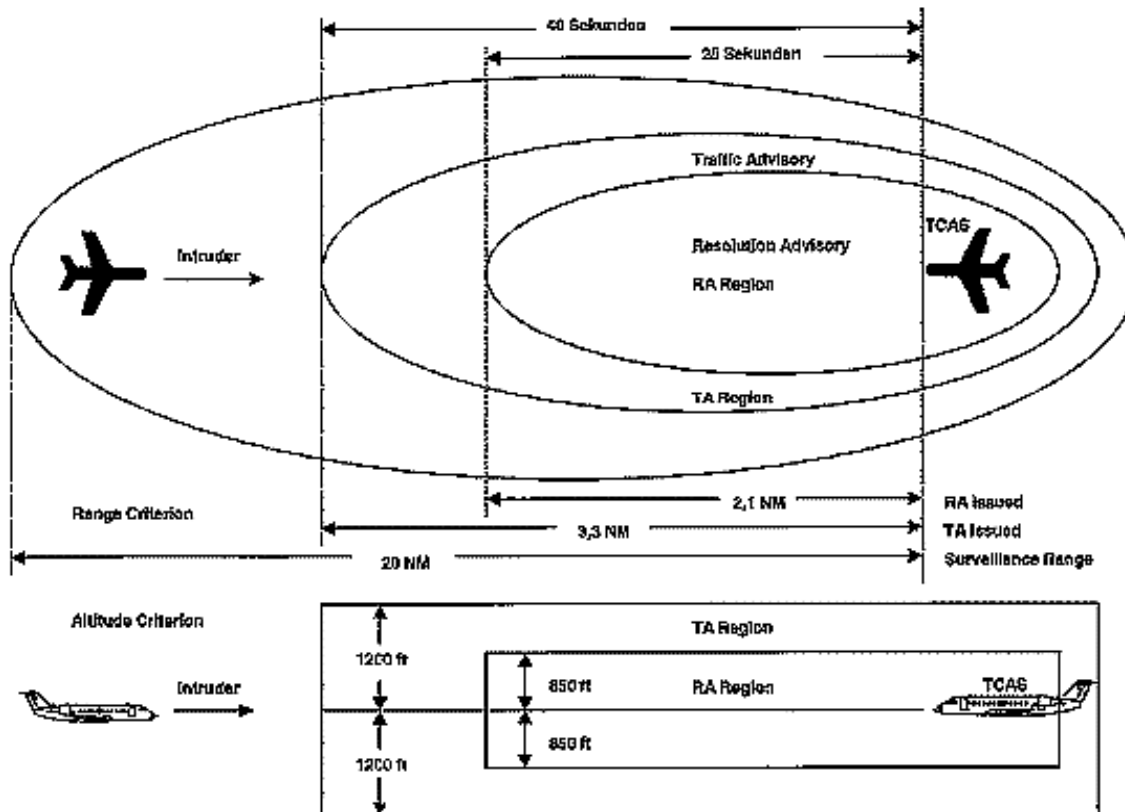 40 Sekunden
25 Sekunden
Traffic Advisory
TCAS
Intruder
Resolution Advisory
RA Region
TA Region
Range Criterion
2,1 NM
RA Issued
3,3 NM
TA Issued
20 NM
Surveillance Range
Altitude Criterion
TA Region
1200 ft
850 ft
RA Region
TCAS
Intruder
850 ft
1200 ft